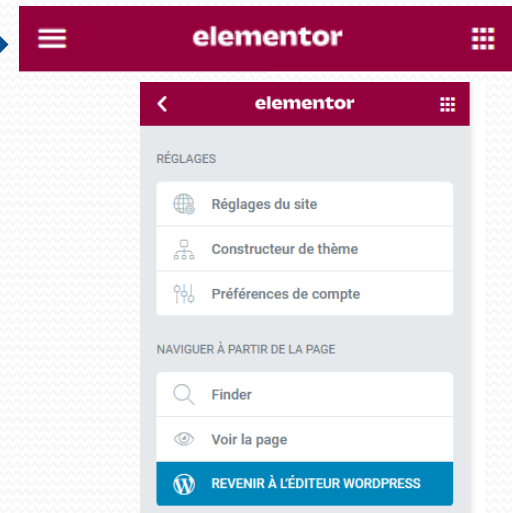 elementor
elementor
RÉGLAGES
Réglages du site
Constructeur de thème
Préférences de compte
NAVIGUER À PARTIR DE LA PAGE
Finder
Voir la page
REVENIR À L'ÉDITEUR WORDPRESS